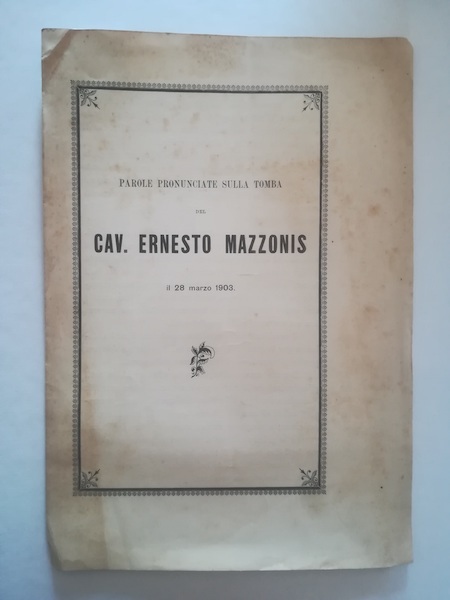 PAROLE PRONUNCIATE SULLA TOMBA
DEL
CAV. ERNESTO MAZZONIS
il 28 marzo 1903.